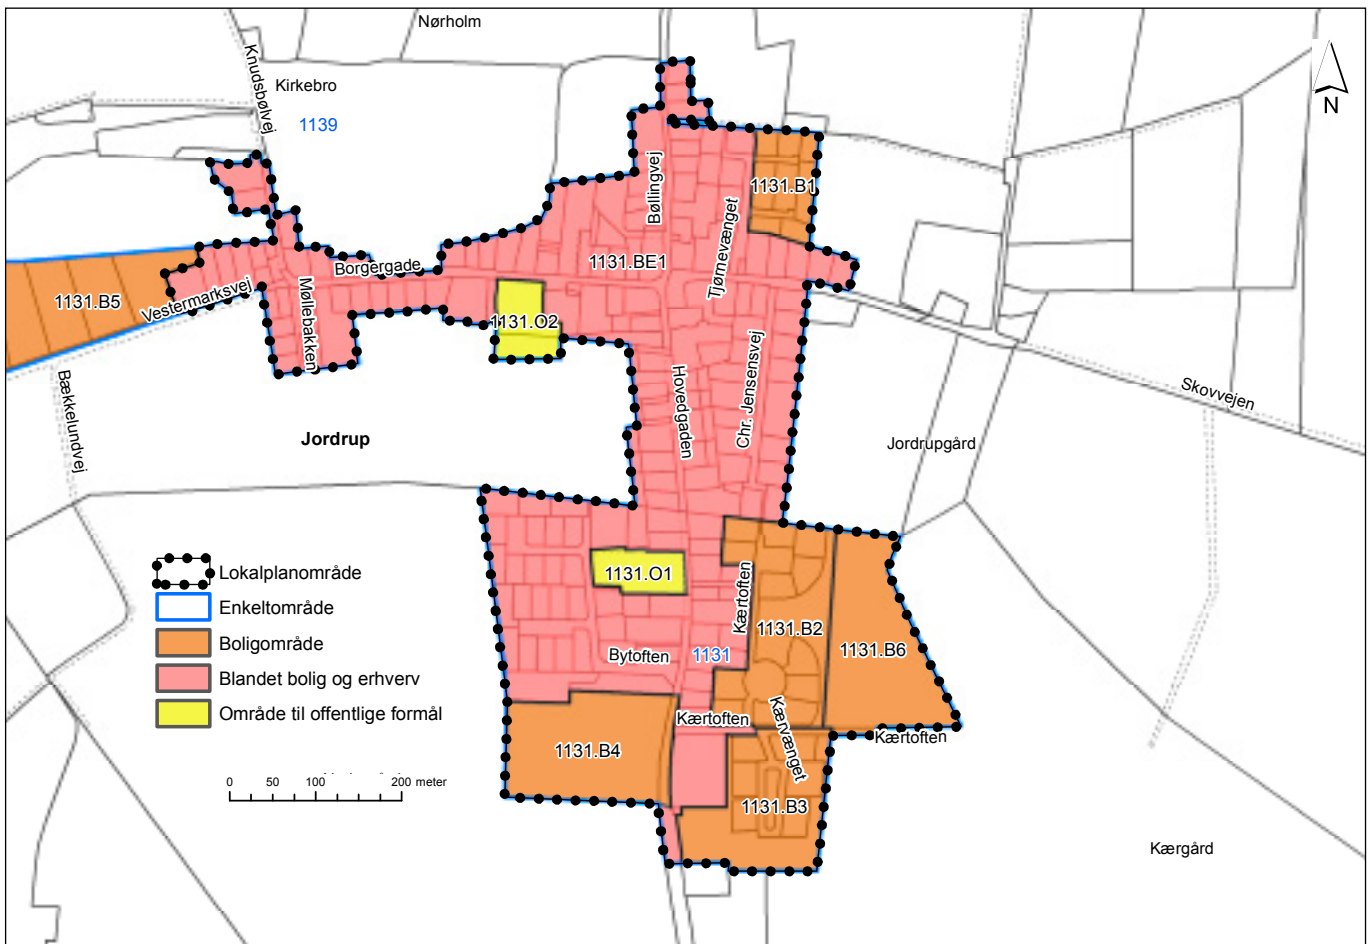 Nørholm
Knudsbølvej
Kirkebro
1139
N
Bøllingvej
1131.B1
Tjørnevænget
1131.BE1
Borgergade
1131.B5
Vestermarksvej
Møllebakken
1131.O2
Bækkelundvej
Hovedgaden
Chr. Jensensvej
Skovvejen
Jordrup
Jordrupgård
Lokalplanområde
Enkeltområde
Boligområde
Blandet bolig og erhverv
Område til offentlige formål
0 50 100 200 meter
1131.O1
Kærtoften
1131.B2
1131.B6
Bytoften
1131
Kærtoften
Kærvænget
Kærtoften
1131.B4
1131.B3
Kærgård